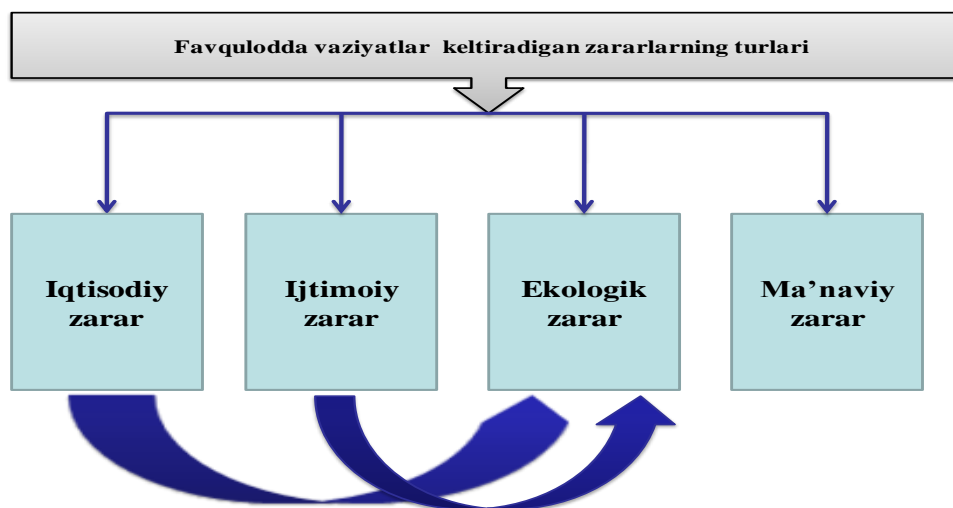 Favqulodda vaziyatlar keltiradigan zararlarning turlari
Iqtisodiy
zarar
Ijtimoiy
zarar
Ekologik
zarar
Ma’naviy
zarar